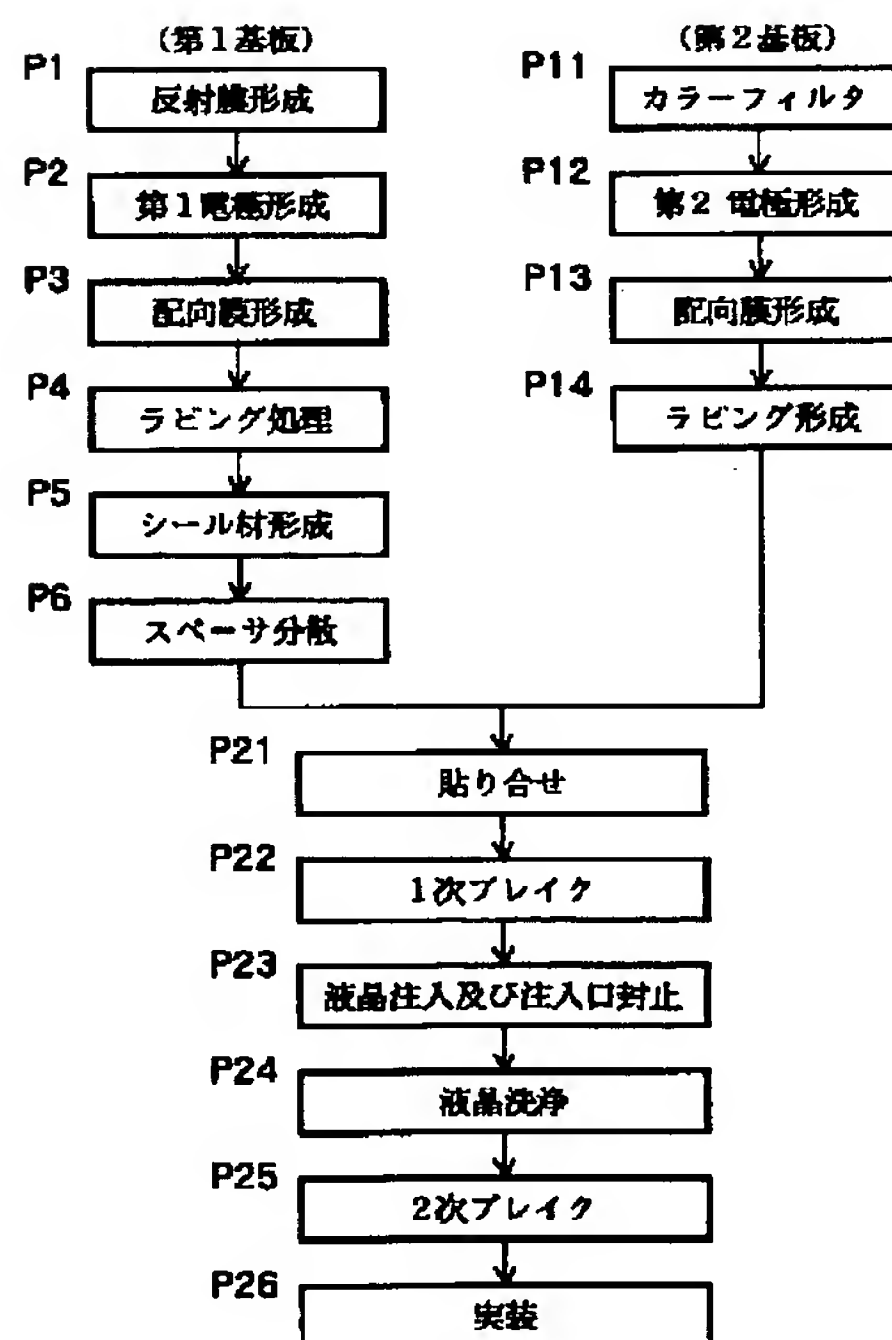 (第1基板)
P1 反射膜形成
P2 第1電極形成
P3 配向膜形成
P4 ラビング処理
P5 シール材形成
P6 スペーサ分散
(第2基板)
P11 カラーフィルタ
P12 第2 電極形成
P13 配向膜形成
P14 ラビング形成
P21 貼り合せ
P22 1次ブレイク
P23 液晶注入及び注入口封止
P24 液晶洗浄
P25 2次ブレイク
P26 実装